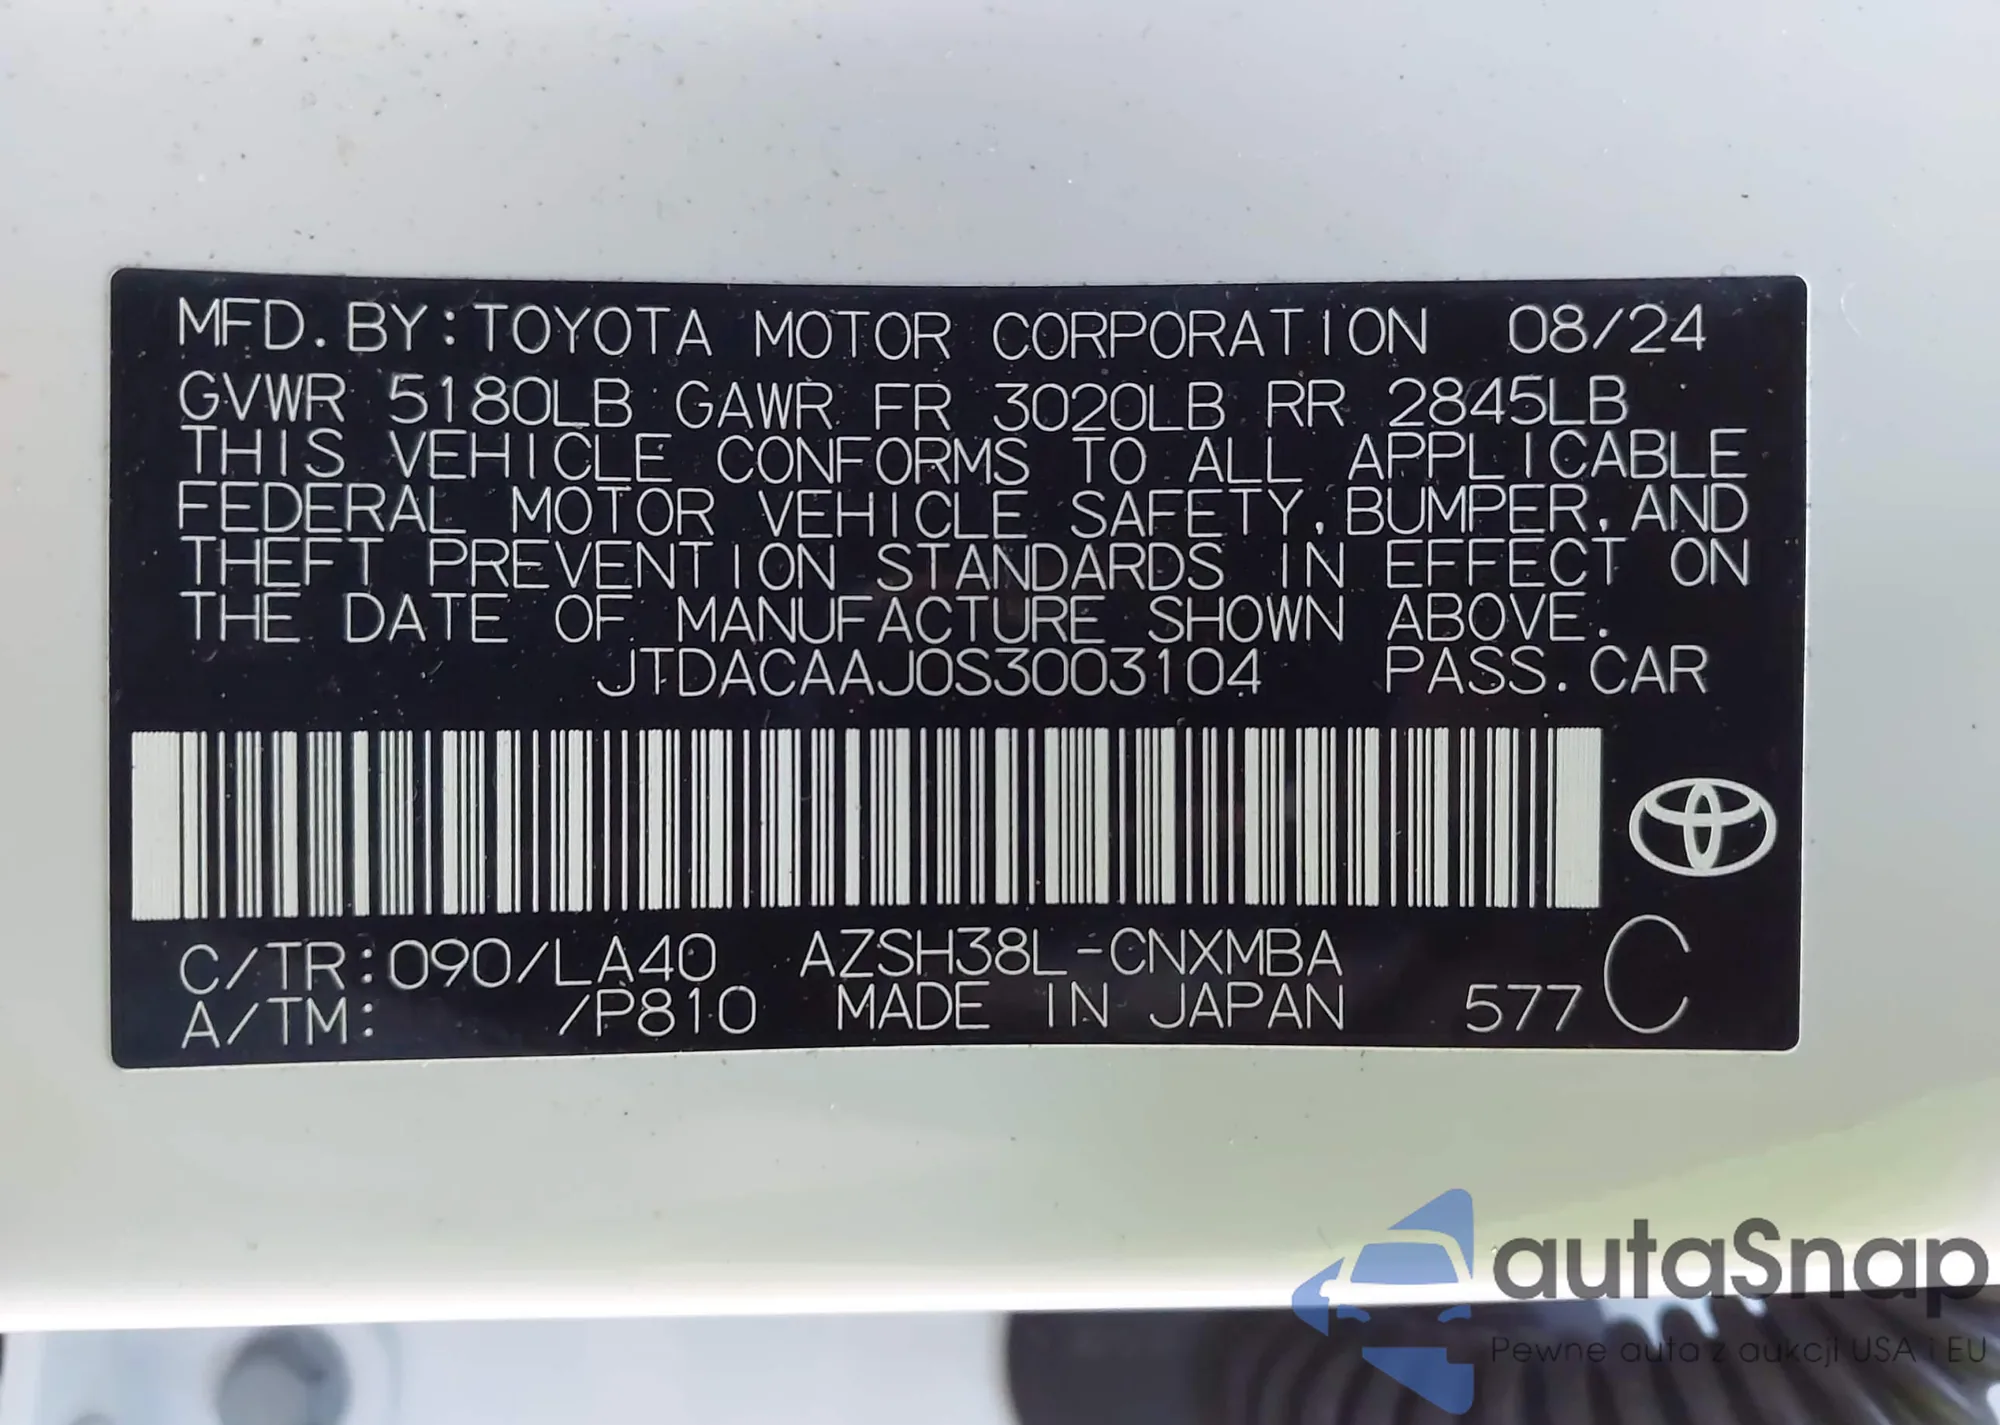 MFD. BY: TOYOTA MOTOR CORPORATION 08/24
GVWR 5180LB GAWR FR 3020LB RR 2845LB
THIS VEHICLE CONFORMS TO ALL APPLICABLE
FEDERAL MOTOR VEHICLE SAFETY, BUMPER, AND
THEFT PREVENTION STANDARDS IN EFFECT ON
THE DATE OF MANUFACTURE SHOWN ABOVE.
JTDACAAJ0S3003104 PASS. CAR
C/TR: 090/LA40 AZSH38L-CNXMBA
A/TM: /P810 MADE IN JAPAN 577 C
autaSnap
Pewne auta z aukcji USA i EU